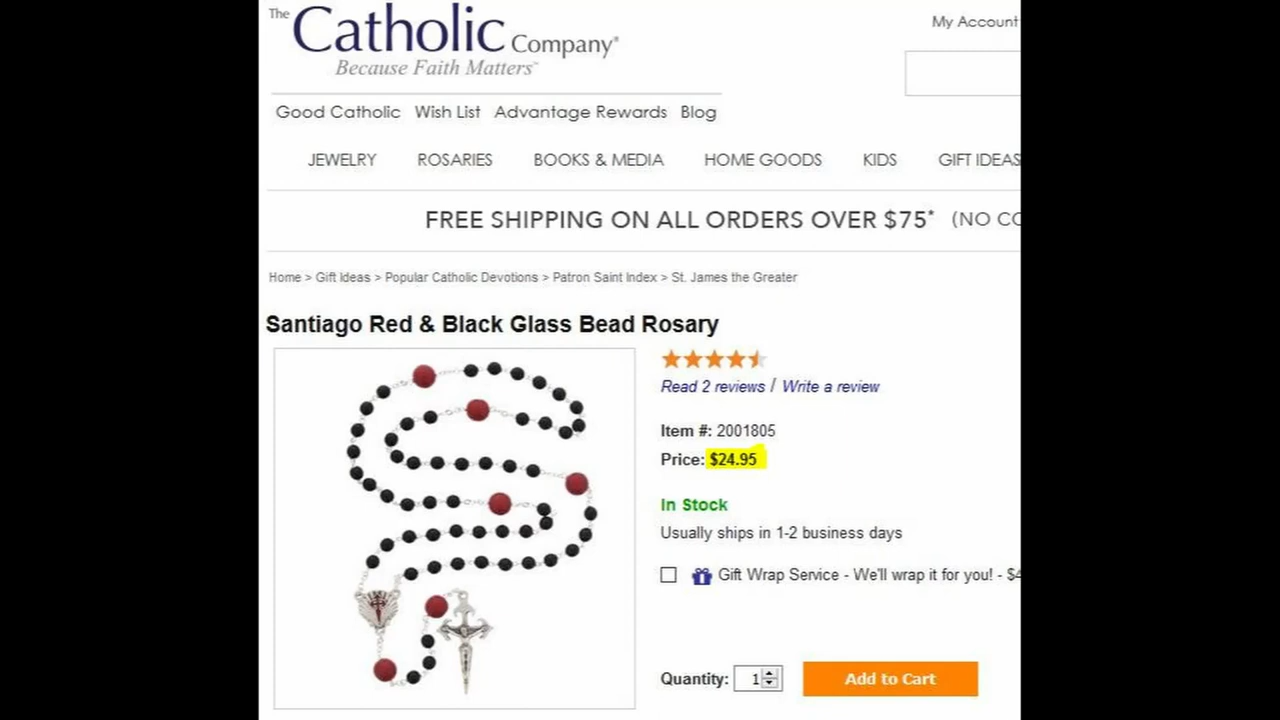 The Catholic Company®
Because Faith Matters™
My Account
Good Catholic Wish List Advantage Rewards Blog
JEWELRY ROSARIES BOOKS & MEDIA HOME GOODS KIDS GIFT IDEAS
FREE SHIPPING ON ALL ORDERS OVER $75* (NO CO
Home > Gift Ideas > Popular Catholic Devotions > Patron Saint Index > St. James the Greater
Santiago Red & Black Glass Bead Rosary
Read 2 reviews / Write a review
Item #: 2001805
Price: $24.95
In Stock
Usually ships in 1-2 business days
Gift Wrap Service - We'll wrap it for you! - $4
Quantity: 1
Add to Cart